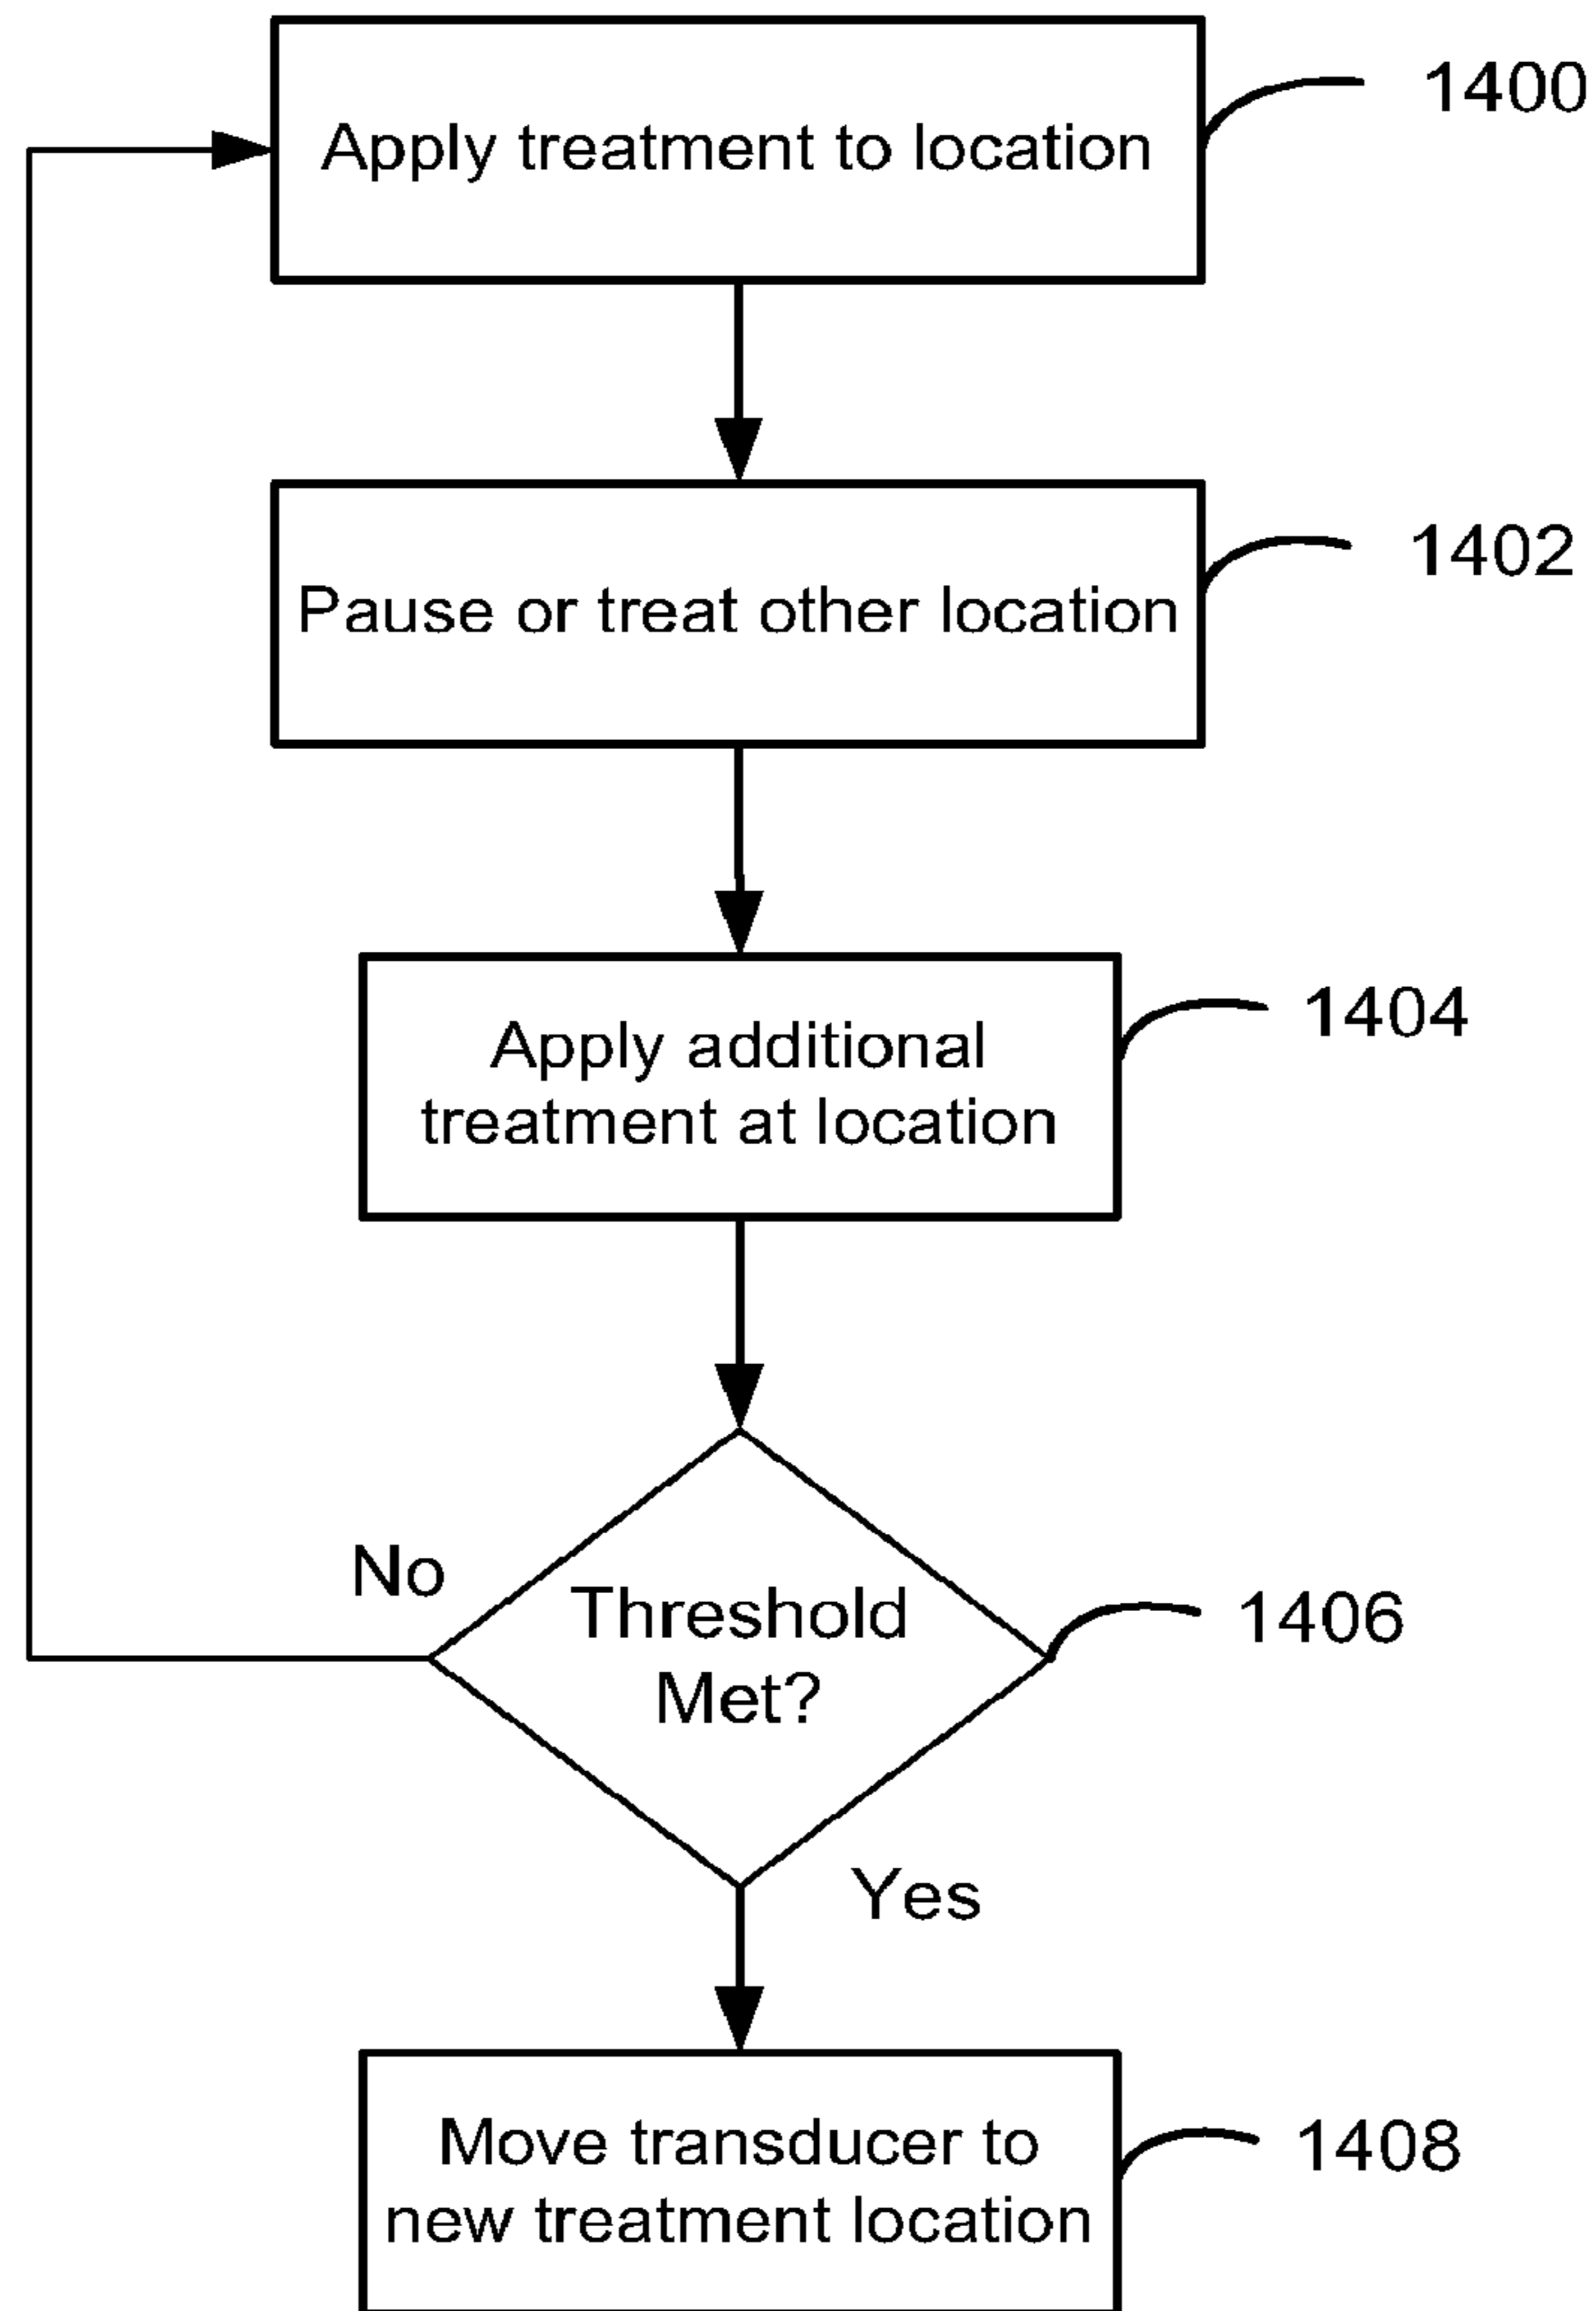 Apply treatment to location
1400
Pause or treat other location
1402
Apply additional
treatment at location
1404
No
Threshold
Met?
1406
Yes
Move transducer to
new treatment location
1408